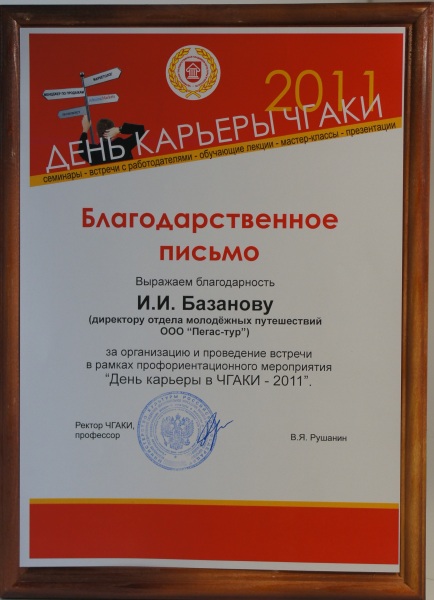 2011
ДЕНЬ КАРЬЕРЫ ЧГАКИ
семинары - встречи с работодателями - обучающие лекции - мастер-классы - презентации
Благодарственное
письмо
Выражаем благодарность
И.И. Базанову
(директору отдела молодёжных путешествий
ООО "Пегас-тур")
за организацию и проведение встречи
в рамках профориентационного мероприятия
"День карьеры в ЧГАКИ - 2011".
Ректор ЧГАКИ,
профессор
В.Я. Рушанин